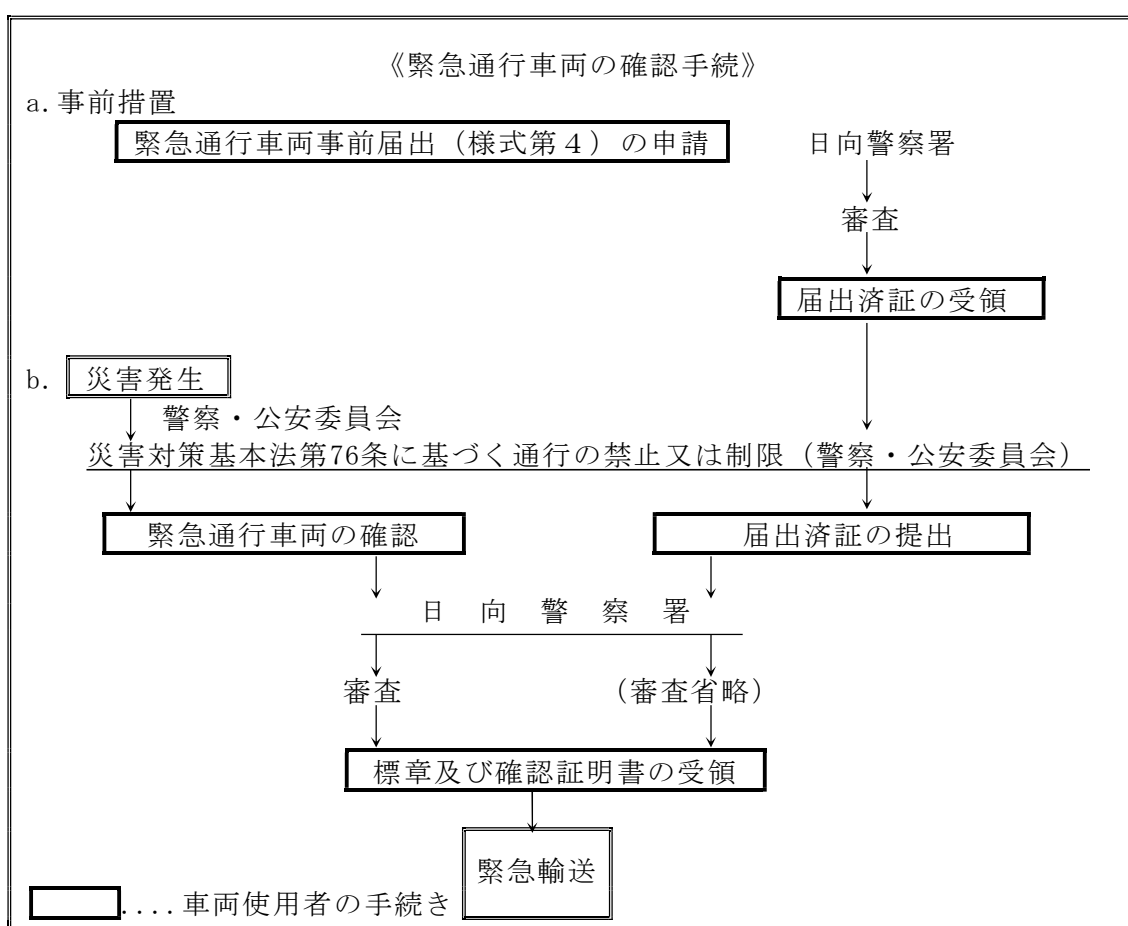 《緊急通行車両の確認手続》
a.事前措置
緊急通行車両事前届出（様式第４）の申請 日向警察署
審査
届出済証の受領
b. 災害発生
警察・公安委員会
災害対策基本法第76条に基づく通行の禁止又は制限（警察・公安委員会）
緊急通行車両の確認 届出済証の提出
日向警察署
審査 （審査省略）
標章及び確認証明書の受領
緊急輸送
....車両使用者の手続き